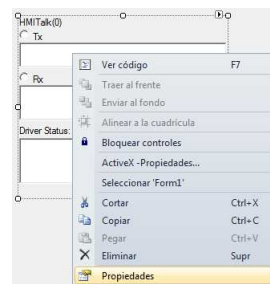 HMITalk(0)
Tx
Rx
Driver Status:
Ver código F7
Traer al frente
Enviar al fondo
Alinear a la cuadrícula
Bloquear controles
ActiveX -Propiedades...
Seleccionar 'Form1'
Cortar Ctrl+X
Copiar Ctrl+C
Pegar Ctrl+V
Eliminar Supr
Propiedades